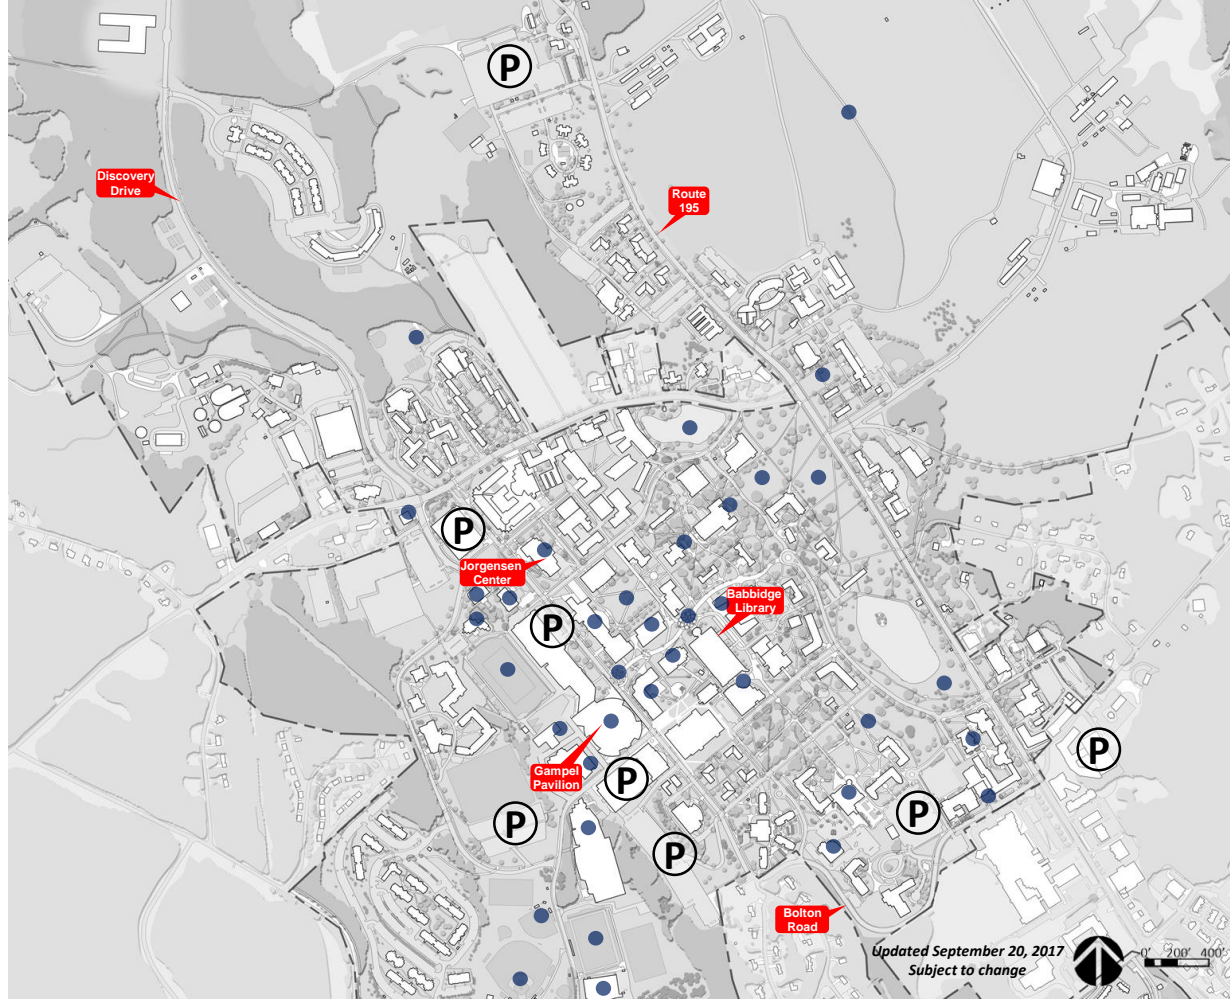 P
Discovery
Drive
Route
195
P
Jorgensen
Center
Babbidge
Library
P
P
Gampel
Pavilion
P
P
P
P
Bolton
Road
Updated September 20, 2017
Subject to change
0' 200' 400'